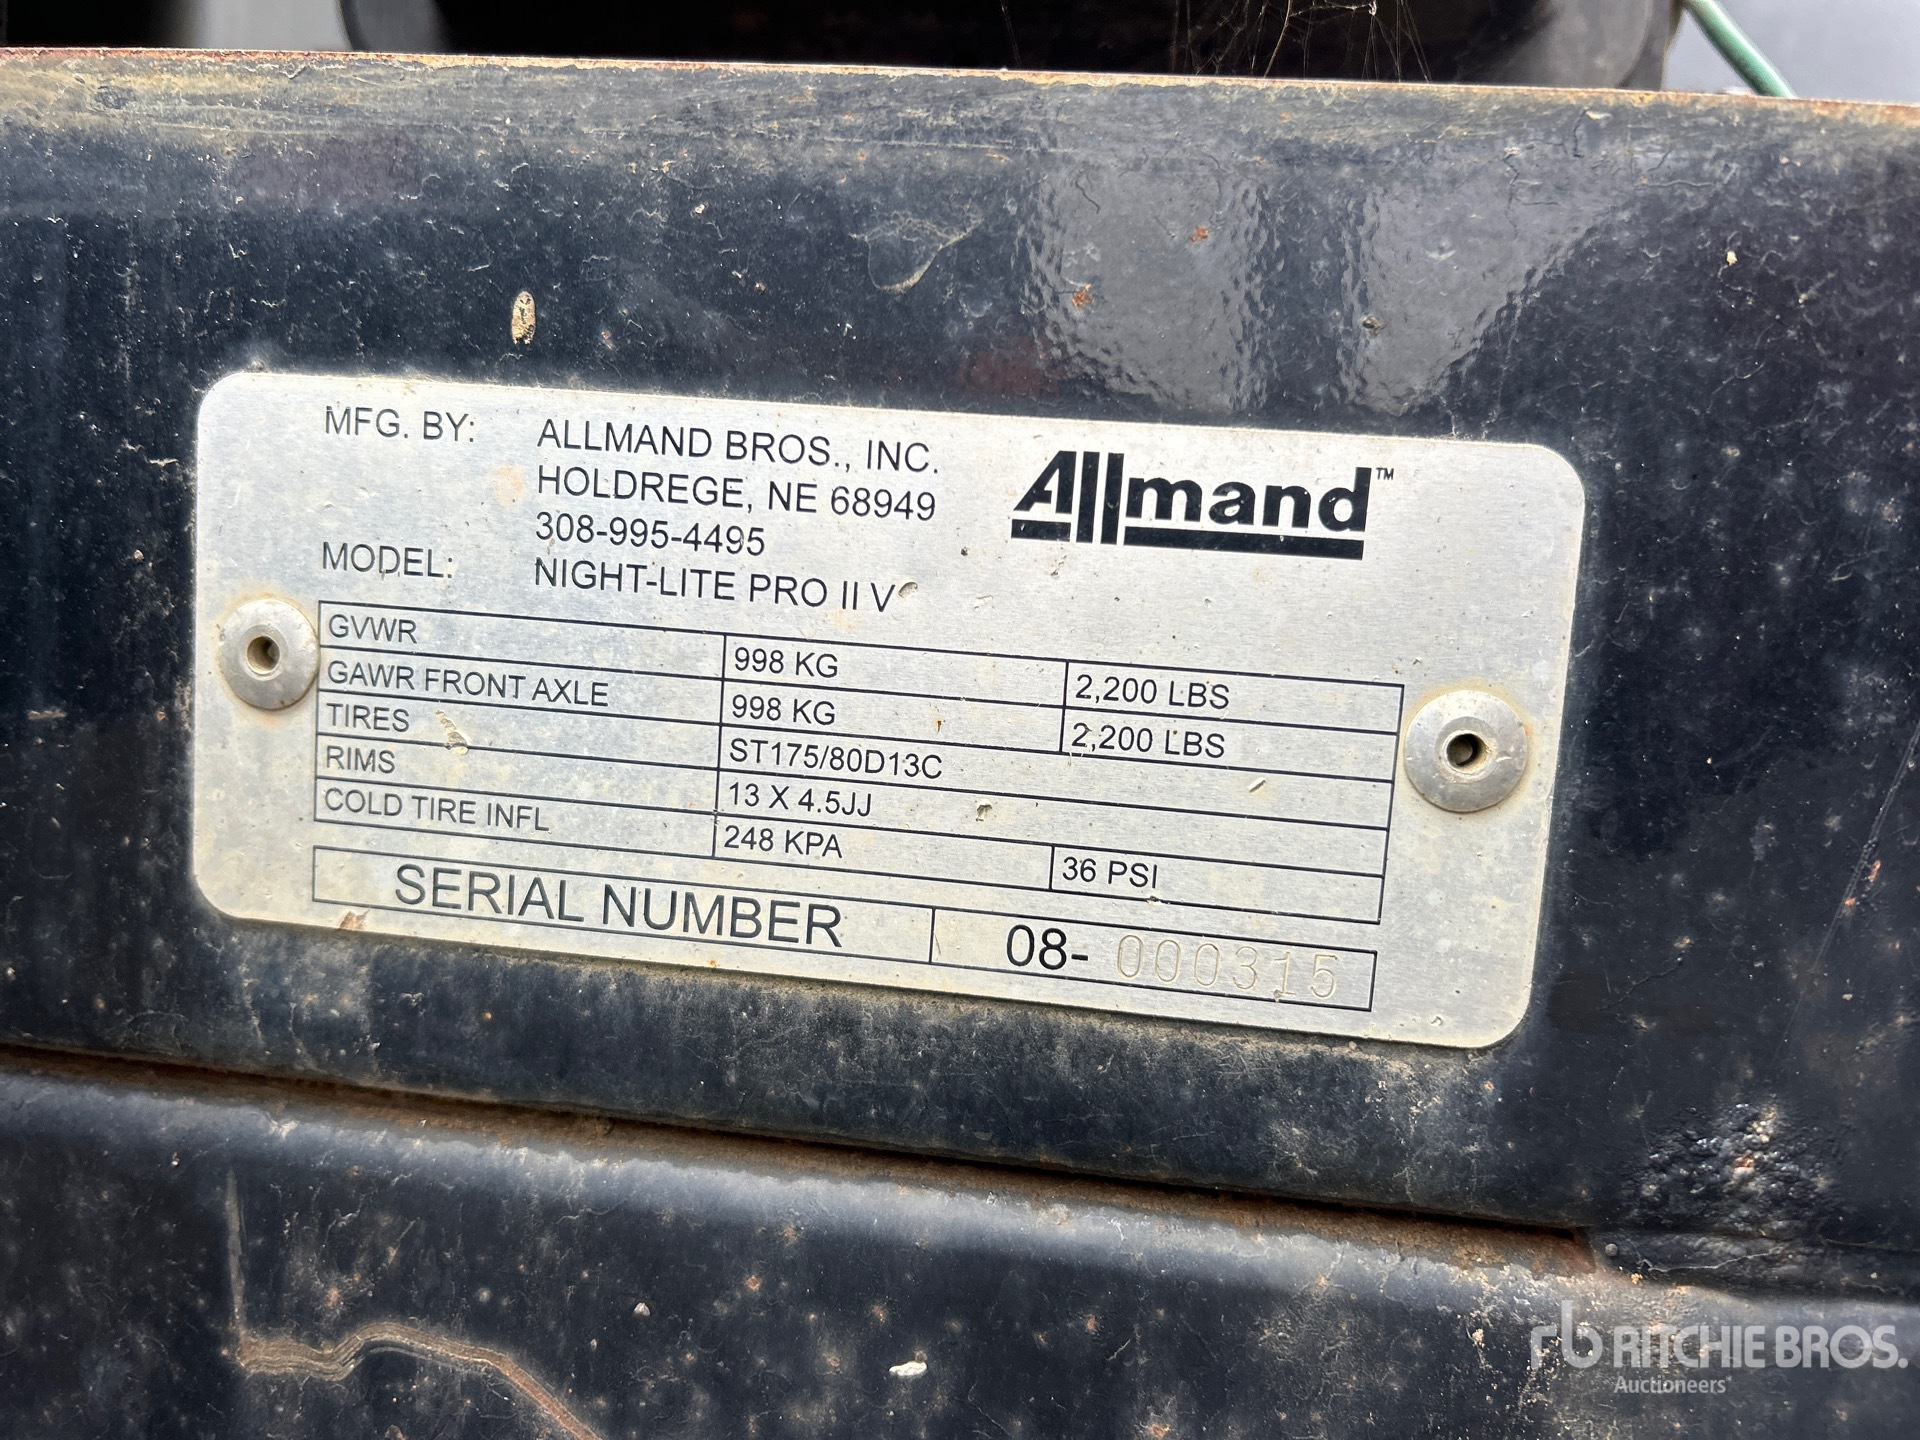 MFG. BY: ALLMAND BROS., INC.
HOLDREGE, NE 68949
308-995-4495
Allmand™
MODEL: NIGHT-LITE PRO II V
GVWR 998 KG 2,200 LBS
GAWR FRONT AXLE 998 KG 2,200 LBS
TIRES ST175/80D13C
RIMS 13 X 4.5JJ
COLD TIRE INFL 248 KPA 36 PSI
SERIAL NUMBER 08-000315
rb RITCHIE BROS.
Auctioneers